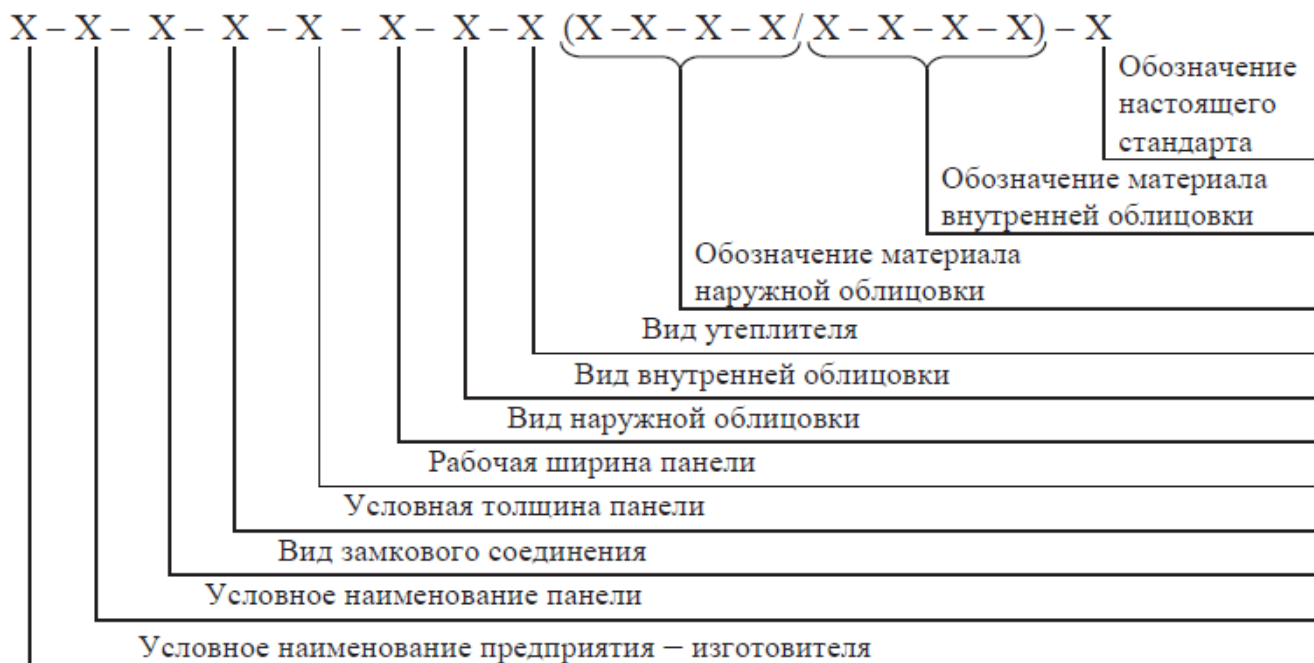 X – X – X – X – X – X – X – X (X – X – X – X / X – X – X – X) – X
Обозначение
настоящего
стандарта
Обозначение материала
внутренней облицовки
Обозначение материала
наружной облицовки
Вид утеплителя
Вид внутренней облицовки
Вид наружной облицовки
Рабочая ширина панели
Условная толщина панели
Вид замкового соединения
Условное наименование панели
Условное наименование предприятия – изготовителя